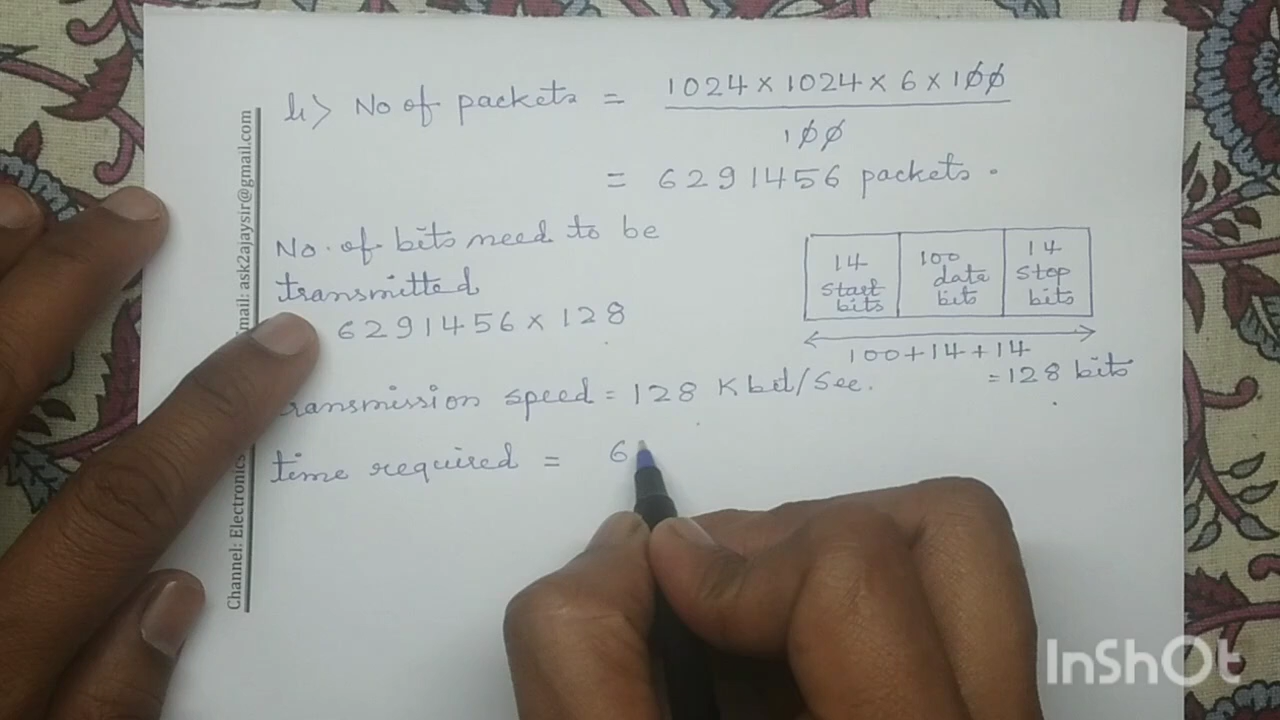 b) No of packets = 1024 × 1024 × 6 × 100
100
= 6291456 packets.
No. of bits need to be
transmitted
6291456 × 128
14 start bits
100 data bits
14 stop bits
100+14+14
=128 bits
transmission speed = 128 Kbit/sec.
time required = 6
Channel: Electronics
mail: ask2ajaysir@gmail.com
InShOt